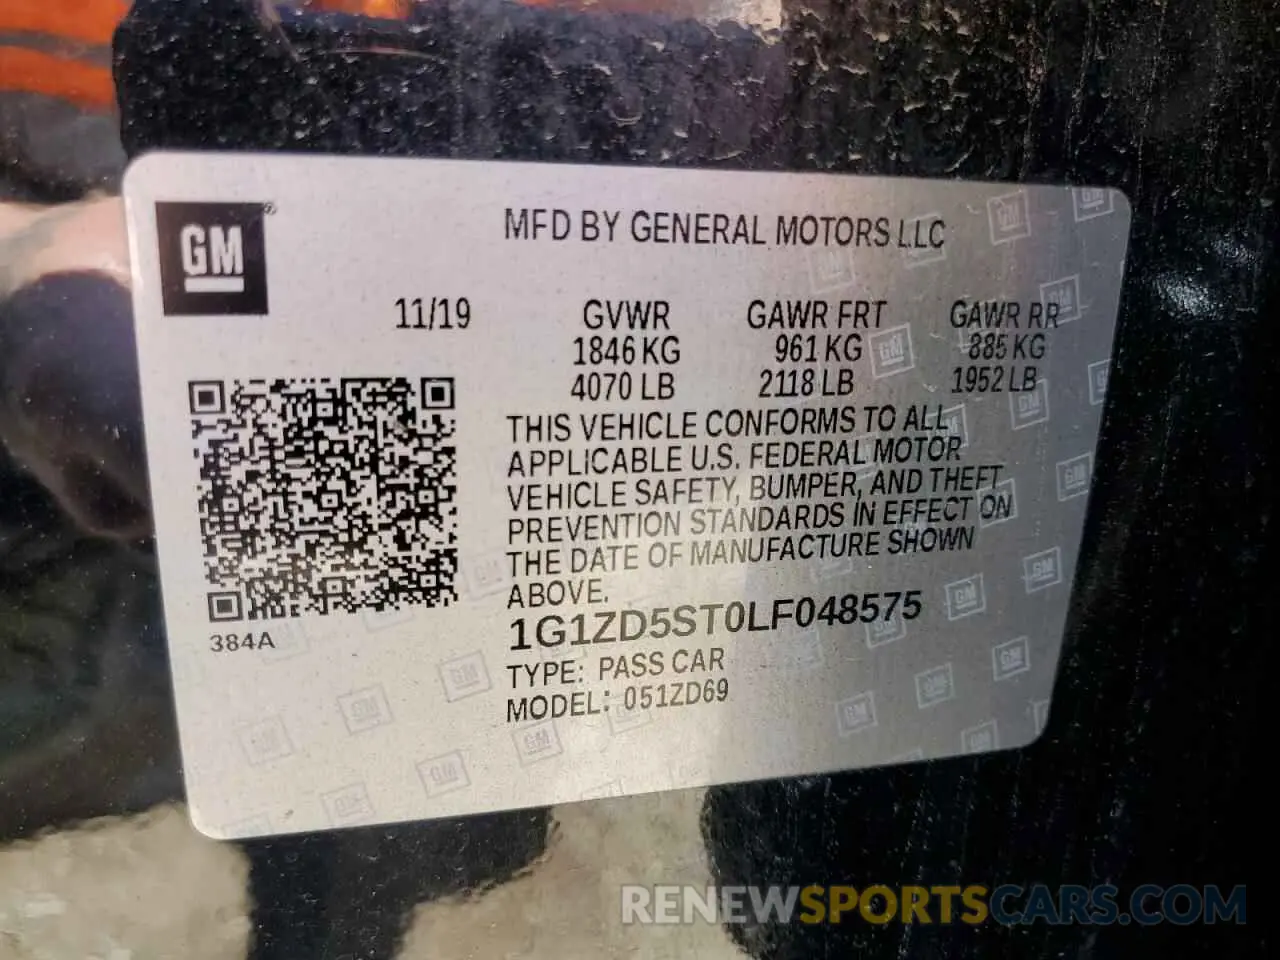 GM®
MFD BY GENERAL MOTORS LLC
11/19 GVWR GAWR FRT GAWR RR
1846 KG 961 KG 885 KG
4070 LB 2118 LB 1952 LB
THIS VEHICLE CONFORMS TO ALL
APPLICABLE U.S. FEDERAL MOTOR
VEHICLE SAFETY, BUMPER, AND THEFT
PREVENTION STANDARDS IN EFFECT ON
THE DATE OF MANUFACTURE SHOWN
ABOVE.
1G1ZD5ST0LF048575
TYPE: PASS CAR
MODEL: 051ZD69
384A
RENEWSPORTSCARS.COM